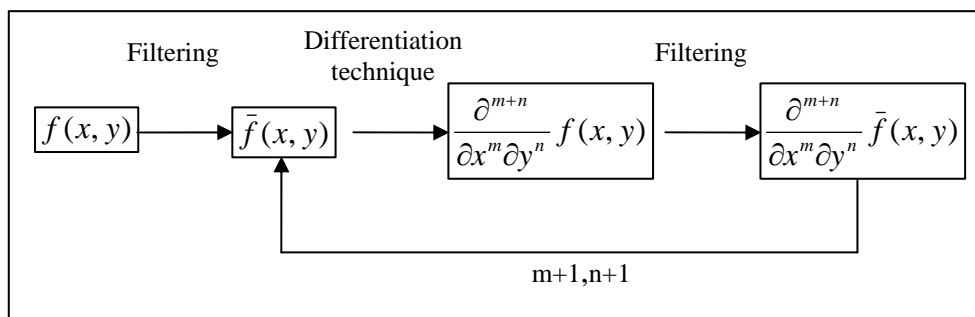 Filtering
Differentiation
technique
Filtering
f(x, y)
f̄(x, y)
∂^{m+n}/∂x^m∂y^n f(x, y)
∂^{m+n}/∂x^m∂y^n f̄(x, y)
m+1,n+1